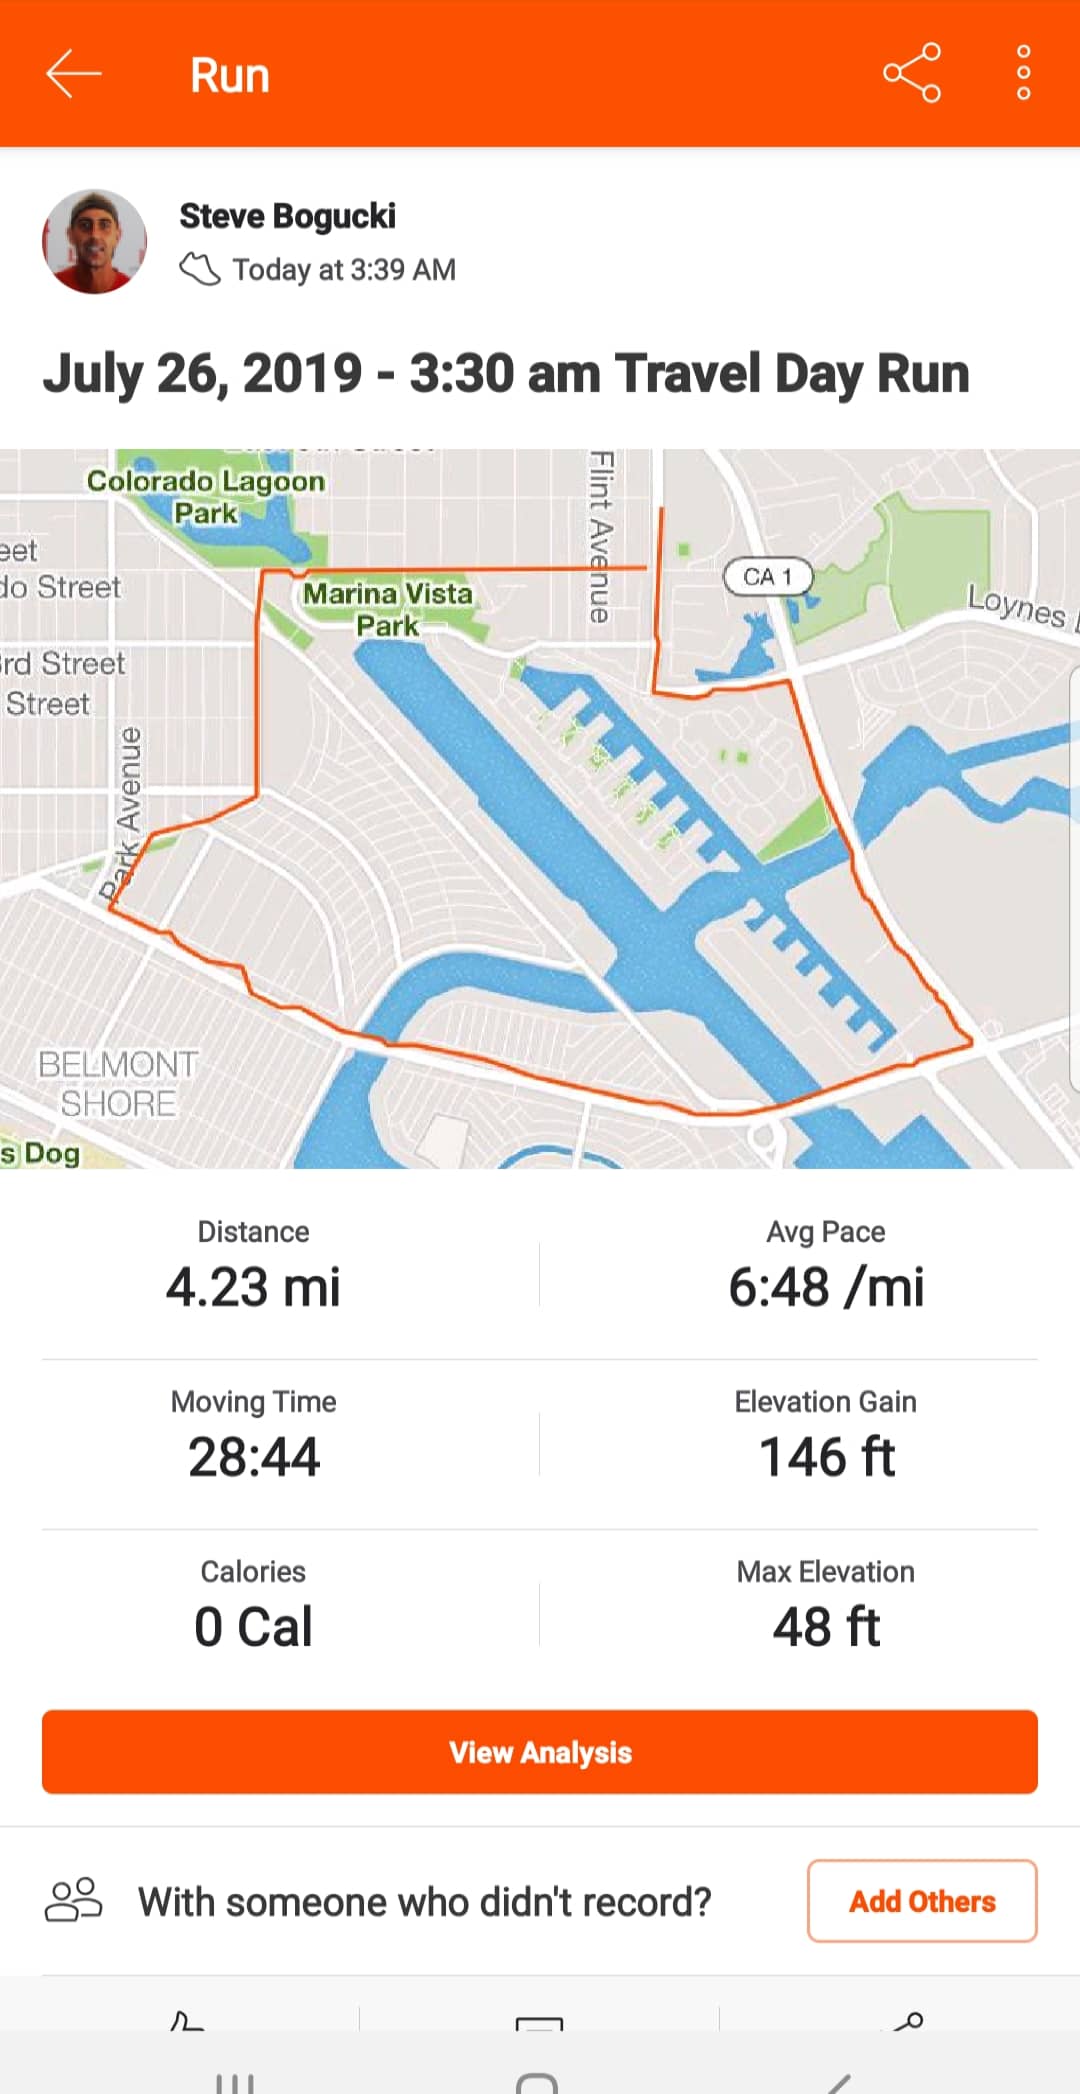 Run
Steve Bogucki
Today at 3:39 AM
July 26, 2019 - 3:30 am Travel Day Run
Colorado Lagoon
Park
Flint Avenue
eet
do Street
Marina Vista
Park
CA 1
Loynes
rd Street
Street
Park Avenue
BELMONT
SHORE
s Dog
Distance
4.23 mi
Avg Pace
6:48 /mi
Moving Time
28:44
Elevation Gain
146 ft
Calories
0 Cal
Max Elevation
48 ft
View Analysis
With someone who didn't record?
Add Others